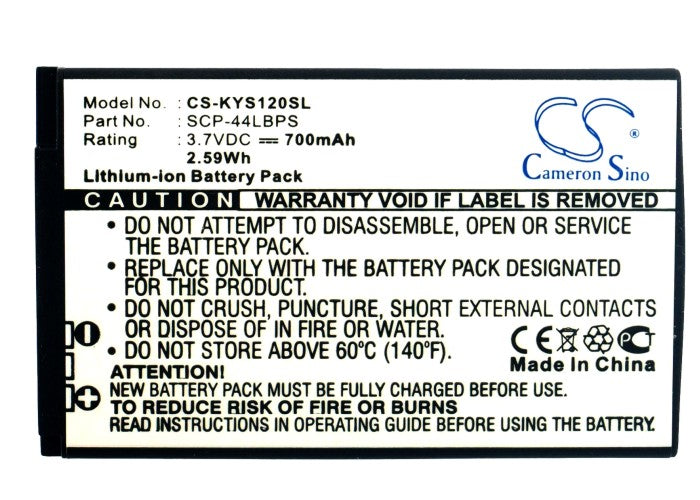 Model No.: CS-KYS120SL
Part No.: SCP-44LBPS
Rating : 3.7VDC ⎓ 700mAh
2.59Wh
Lithium-ion Battery Pack
CS
®
Cameron Sino
CAUTION WARRANTY VOID IF LABEL IS REMOVED
• DO NOT ATTEMPT TO DISASSEMBLE, OPEN OR SERVICE
THE BATTERY PACK.
• REPLACE ONLY WITH THE BATTERY PACK IDENTIFIED
FOR THIS PRODUCT.
• DO NOT CRUSH, PUNCTURE, SHORT EXTERNAL CONTACTS
OR DISPOSE OF IN FIRE OR WATER.
• DO NOT STORE ABOVE 60°C (140°F).
CE PCT
Made in China
ATTENTION!
NEW BATTERY PACK MUST BE FULLY CHARGED BEFORE USE.
TO REDUCE RISK OF FIRE OR BURNS
READ INSTRUCTIONS IN OPERATING GUIDE BEFORE USING THE BATTERY.